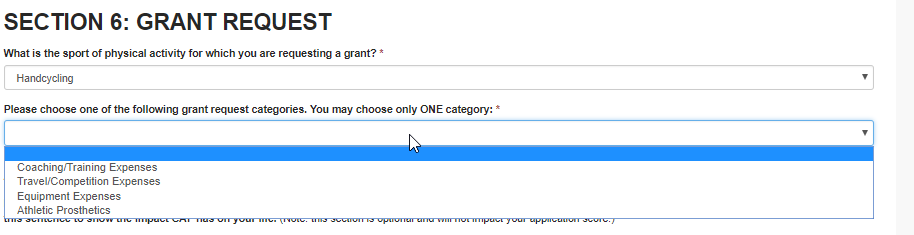 SECTION 6: GRANT REQUEST
What is the sport of physical activity for which you are requesting a grant? *
Handcycling
Please choose one of the following grant request categories. You may choose only ONE category: *
Coaching/Training Expenses
Travel/Competition Expenses
Equipment Expenses
Athletic Prosthetics
this sentence to show the impact CAF has on your life. (Note: this section is optional and will not impact your application score.)